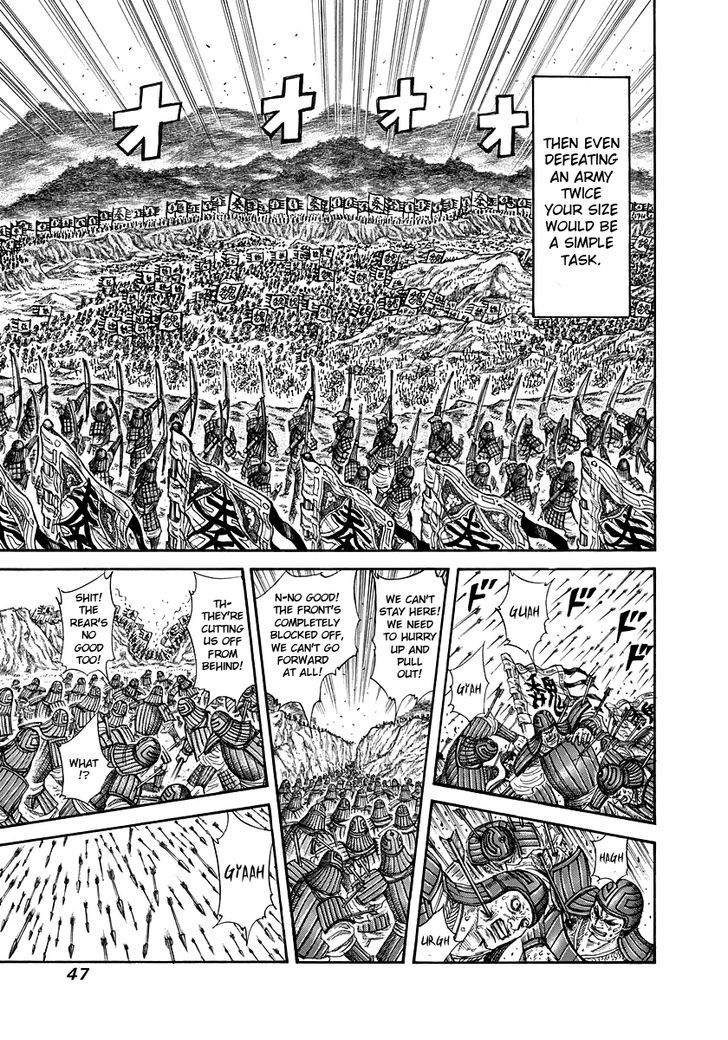 THEN EVEN
DEFEATING
AN ARMY
TWICE
YOUR SIZE
WOULD BE
A SIMPLE
TASK.
オ
オ
オ
オ
ドドド
GUAH
GYAH
HAGH
URGH
WE CAN'T
STAY HERE!
WE NEED
TO HURRY
UP AND
PULL
OUT!
N-NO GOOD!
THE FRONT'S
COMPLETELY
BLOCKED OFF,
WE CAN'T GO
FORWARD
AT ALL!
TH-
THEY'RE
CUTTING
US OFF
FROM
BEHIND!
SHIT!
THE
REAR'S
NO
GOOD
TOO!
WHAT
!?
GYAAH
47